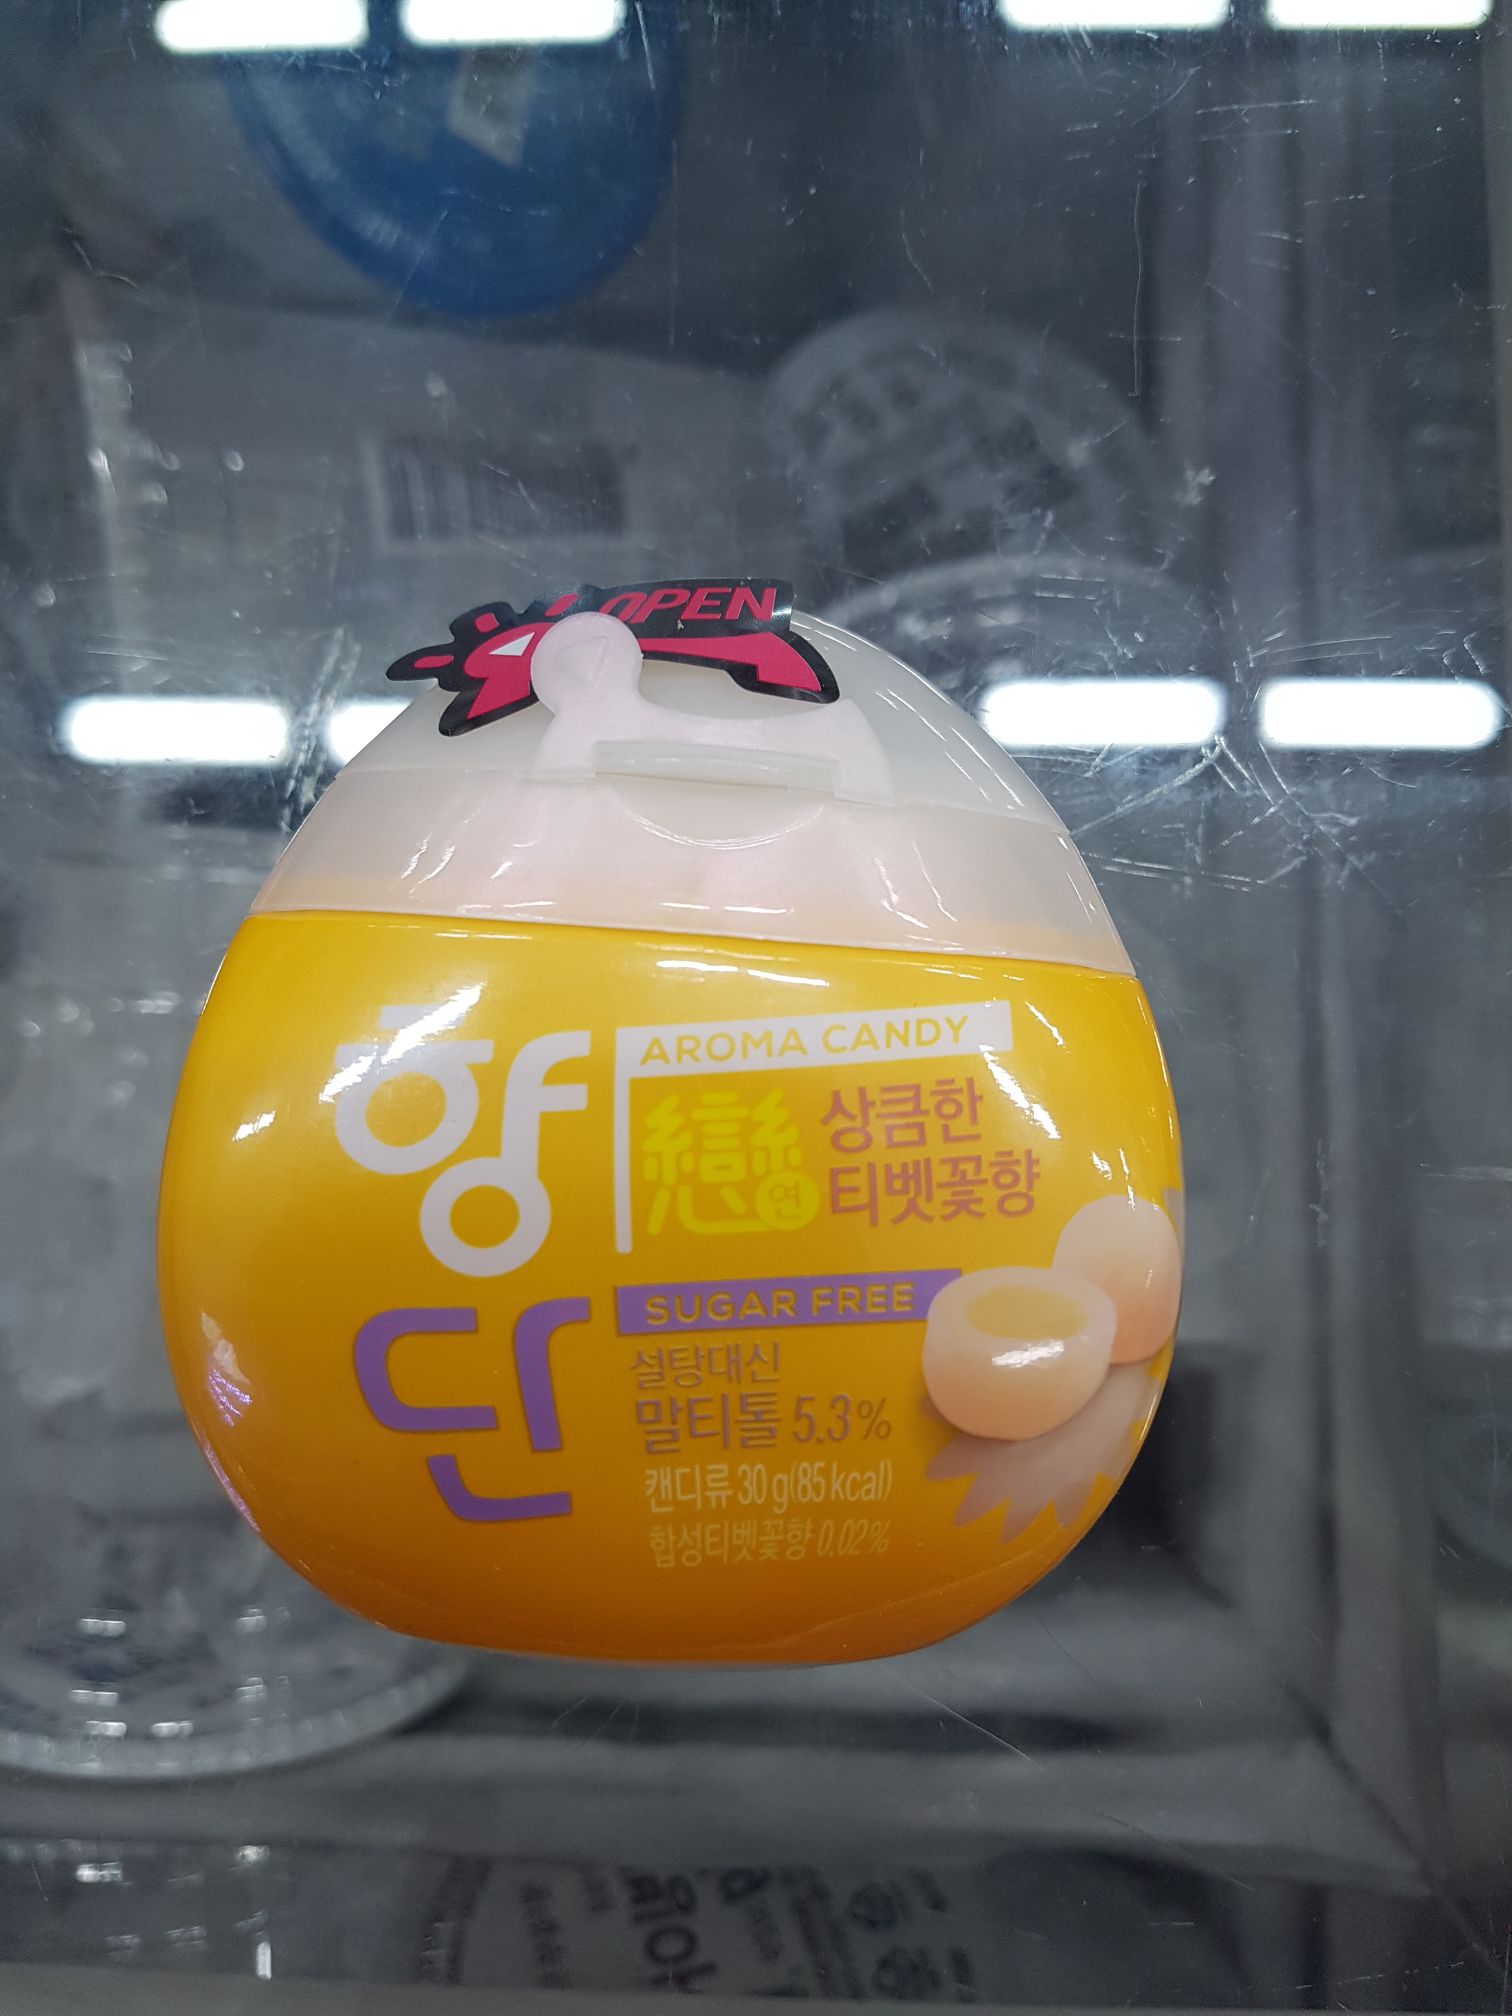 OPEN
향단
AROMA CANDY
戀 연
상큼한
티벳꽃향
SUGAR FREE
설탕대신
말티톨 5.3%
캔디류 30 g(85 kcal)
합성티벳꽃향 0.02%